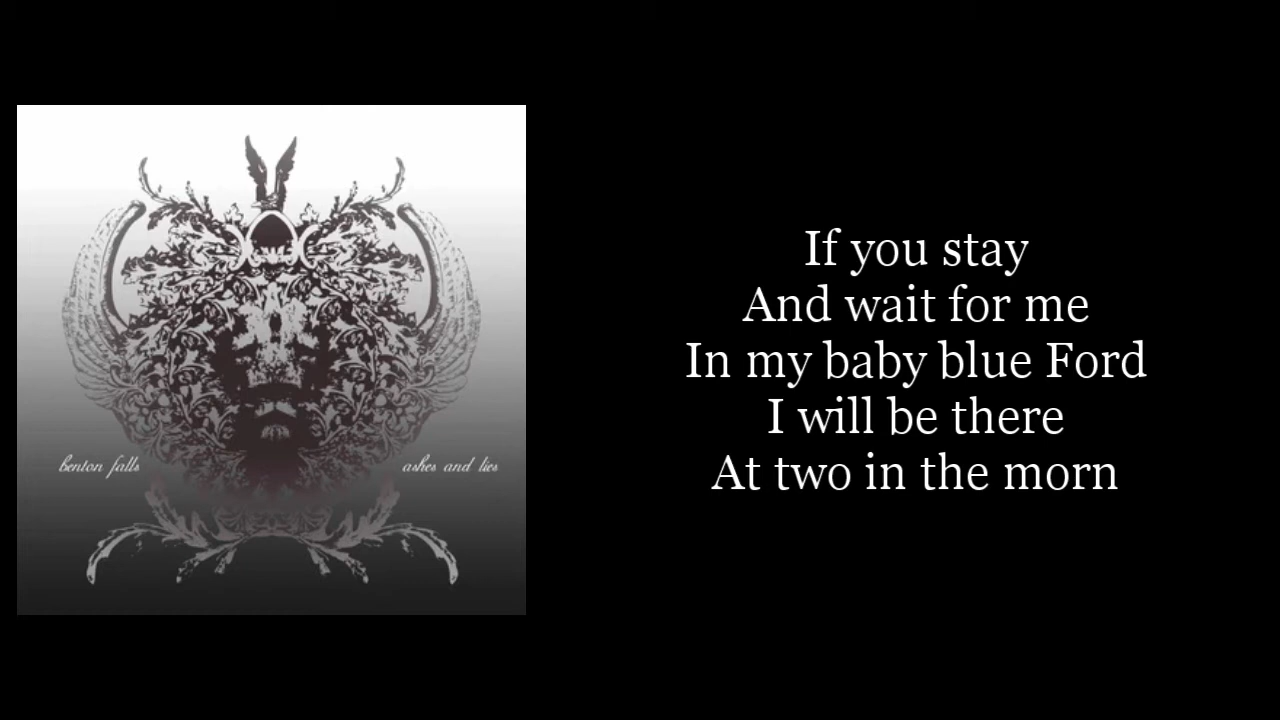 benton falls
ashes and lies
If you stay
And wait for me
In my baby blue Ford
I will be there
At two in the morn